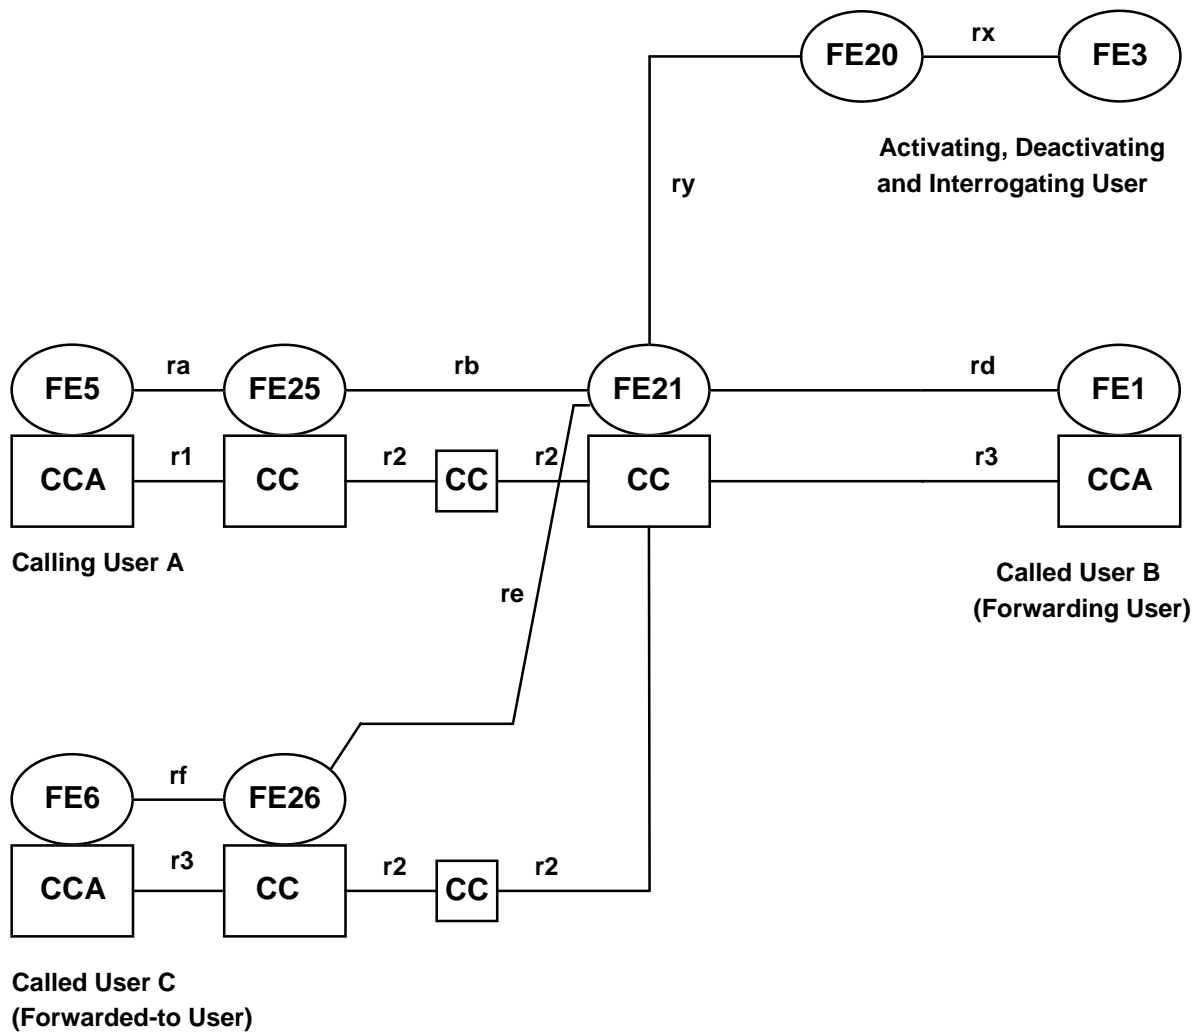 FE20 rx FE3
Activating, Deactivating
and Interrogating User
ry
FE5 ra FE25 rb FE21 rd FE1
CCA r1 CC r2 CC r2 CC r3 CCA
Calling User A
Called User B
(Forwarding User)
re
FE6 rf FE26
CCA r3 CC r2 CC r2
Called User C
(Forwarded-to User)